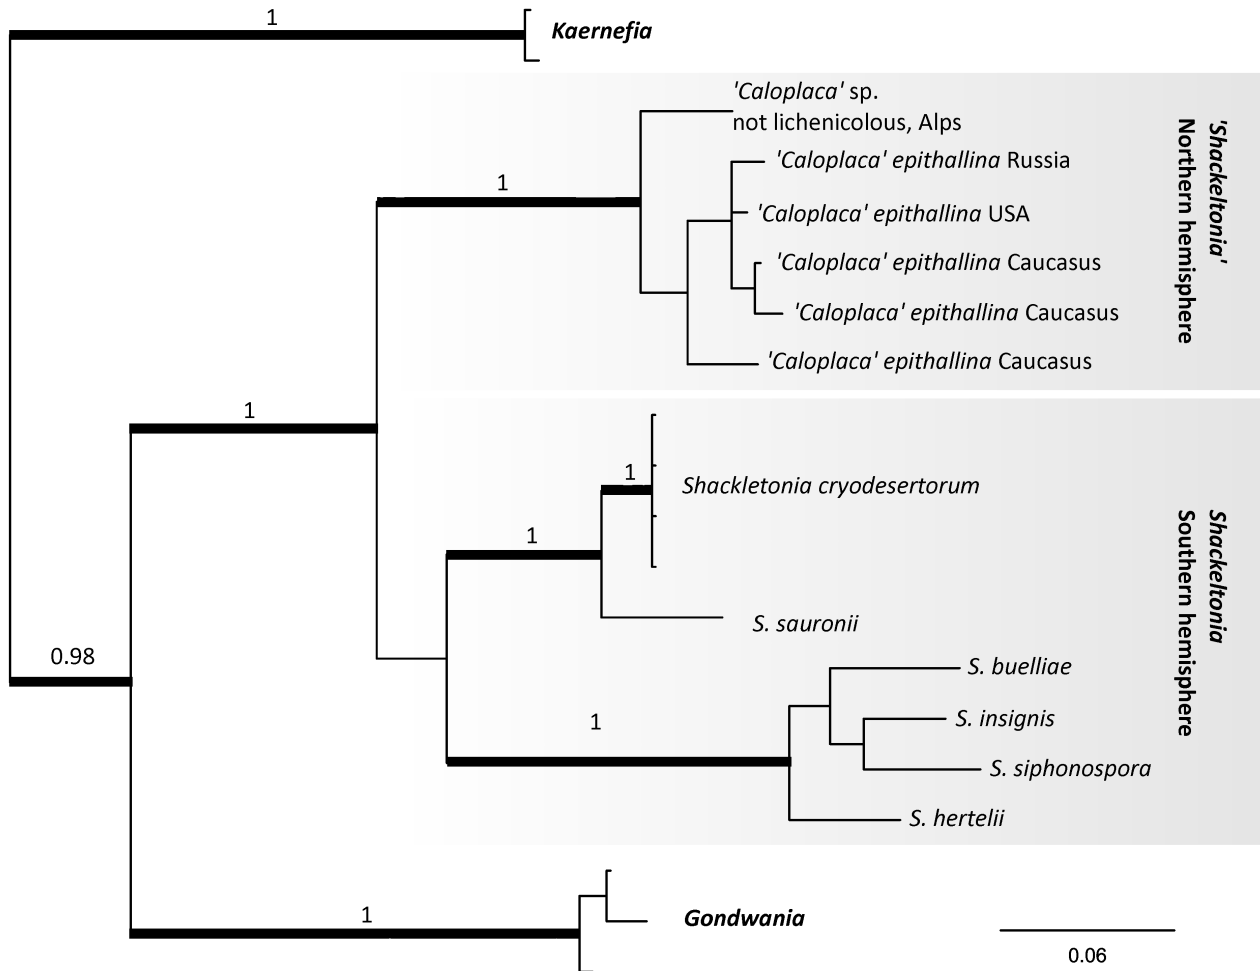 1
Kaernefia
'Caloplaca' sp.
not lichenicolous, Alps
'Caloplaca' epithallina Russia
1
'Caloplaca' epithallina USA
'Caloplaca' epithallina Caucasus
'Caloplaca' epithallina Caucasus
'Caloplaca' epithallina Caucasus
'Shackeltonia'
Northern hemisphere
1
1
Shackletonia cryodesertorum
1
S. sauronii
0.98
S. buelliae
1
S. insignis
S. siphonospora
S. hertelii
Shackeltonia
Southern hemisphere
1
Gondwania
0.06